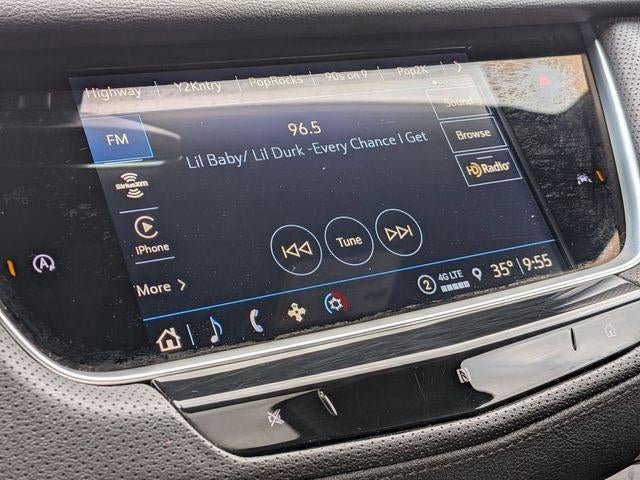 Highway Y2Kntry PopRocks 90s on 9 Pop2K
FM
96.5
Sound
Lil Baby/ Lil Durk -Every Chance I Get
Browse
SiriusXM
HD Radio
iPhone
Tune
More
2 4G LTE 35° 9:55
A